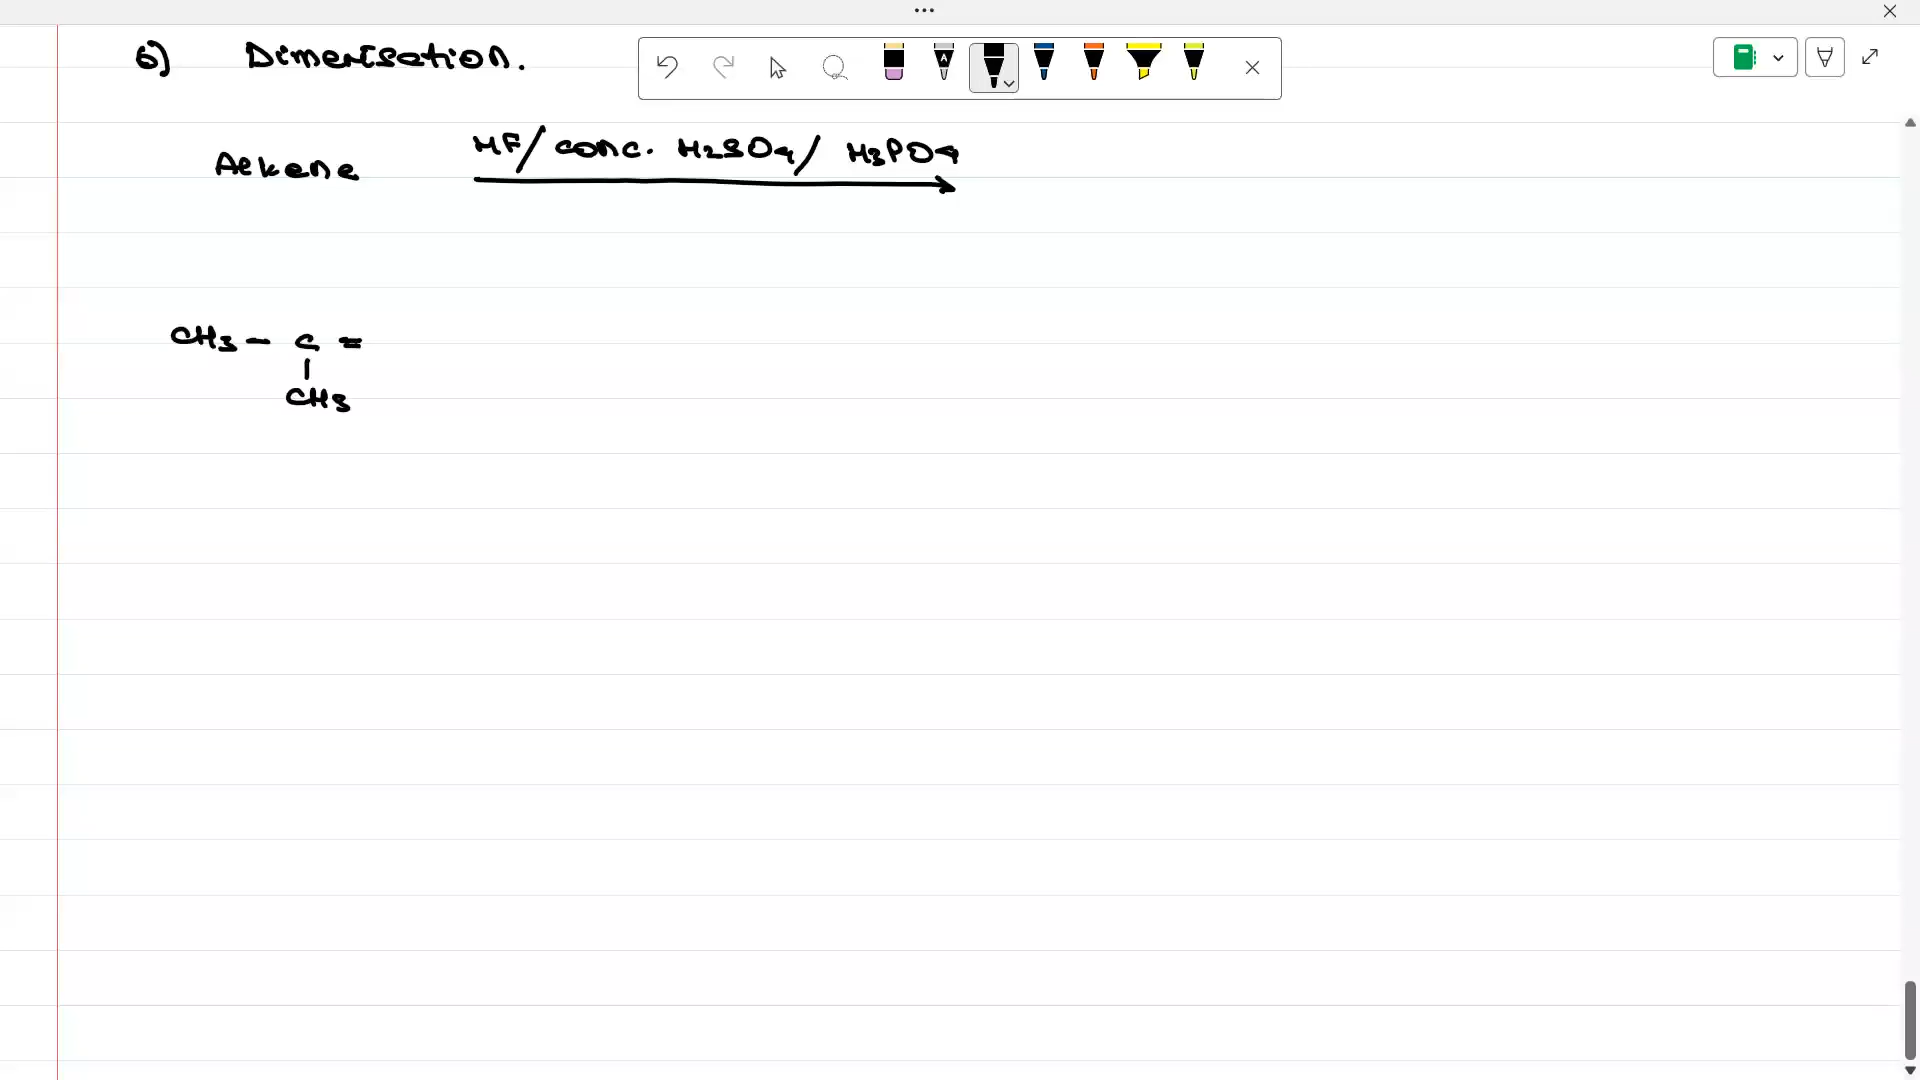 6) Dimerisation.
HF/ conc. H2SO4/ H3PO4
Alkene
CH3 - C =
|
CH3